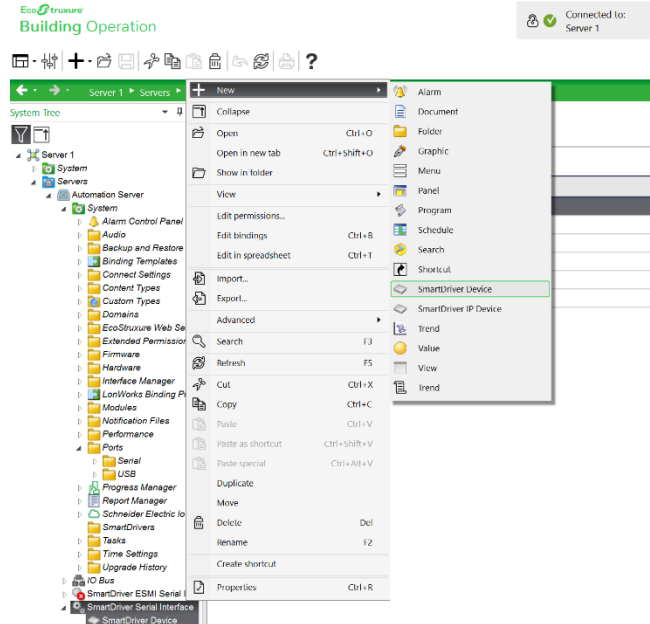 EcoStruxure
Building Operation
Connected to:
Server 1
?
Server 1 Servers
System Tree
Server 1
System
Servers
Automation Server
System
Alarm Control Panel
Audio
Backup and Restore
Binding Templates
Connect Settings
Content Types
Custom Types
Domains
EcoStruxure Web Se
Extended Permission
Firmware
Hardware
Interface Manager
LonWorks Binding Pr
Modules
Notification Files
Performance
Ports
Serial
USB
Progress Manager
Report Manager
Schneider Electric lo
SmartDrivers
Tasks
Time Settings
Upgrade History
IO Bus
SmartDriver ESMI Serial I
SmartDriver Serial Interface
SmartDriver Device
New
Collapse
Open Ctrl+O
Open in new tab Ctrl+Shift+O
Show in folder
View
Edit permissions...
Edit bindings Ctrl+B
Edit in spreadsheet Ctrl+T
Import...
Export...
Advanced
Search F3
Refresh F5
Cut Ctrl+X
Copy Ctrl+C
Paste Ctrl+V
Paste as shortcut Ctrl+Shift+V
Paste special Ctrl+Alt+V
Duplicate
Move
Delete Del
Rename F2
Create shortcut
Properties Ctrl+R
Alarm
Document
Folder
Graphic
Menu
Panel
Program
Schedule
Search
Shortcut
SmartDriver Device
SmartDriver IP Device
Trend
Value
View
Trend